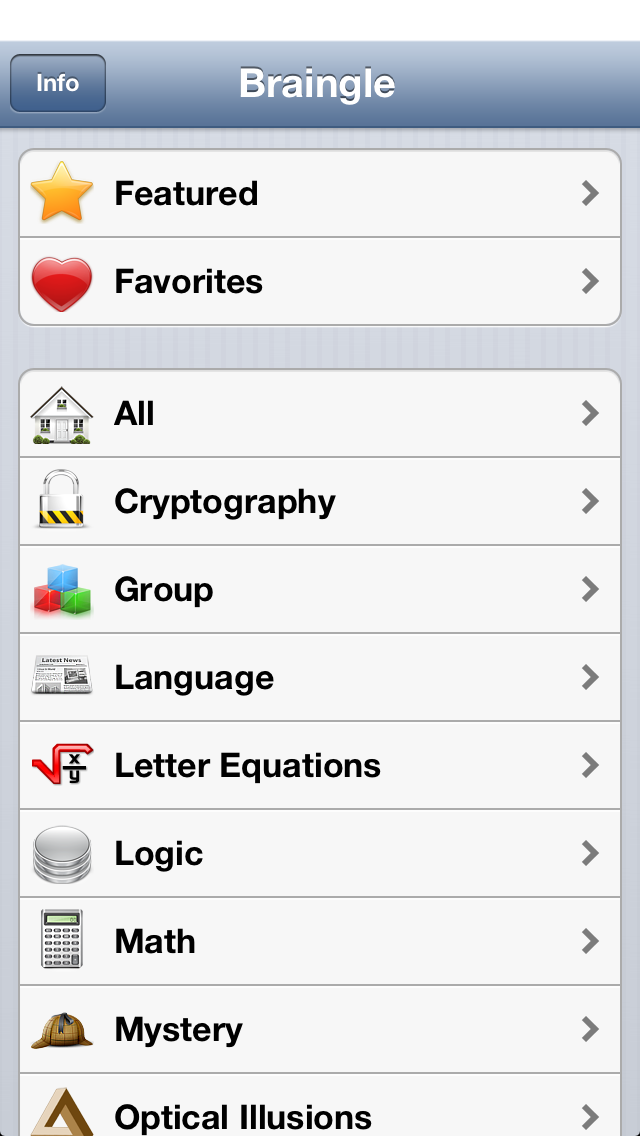 Info
Braingle
Featured
Favorites
All
Cryptography
Group
Latest News
Language
x
y
Letter Equations
Logic
Math
Mystery
Optical Illusions